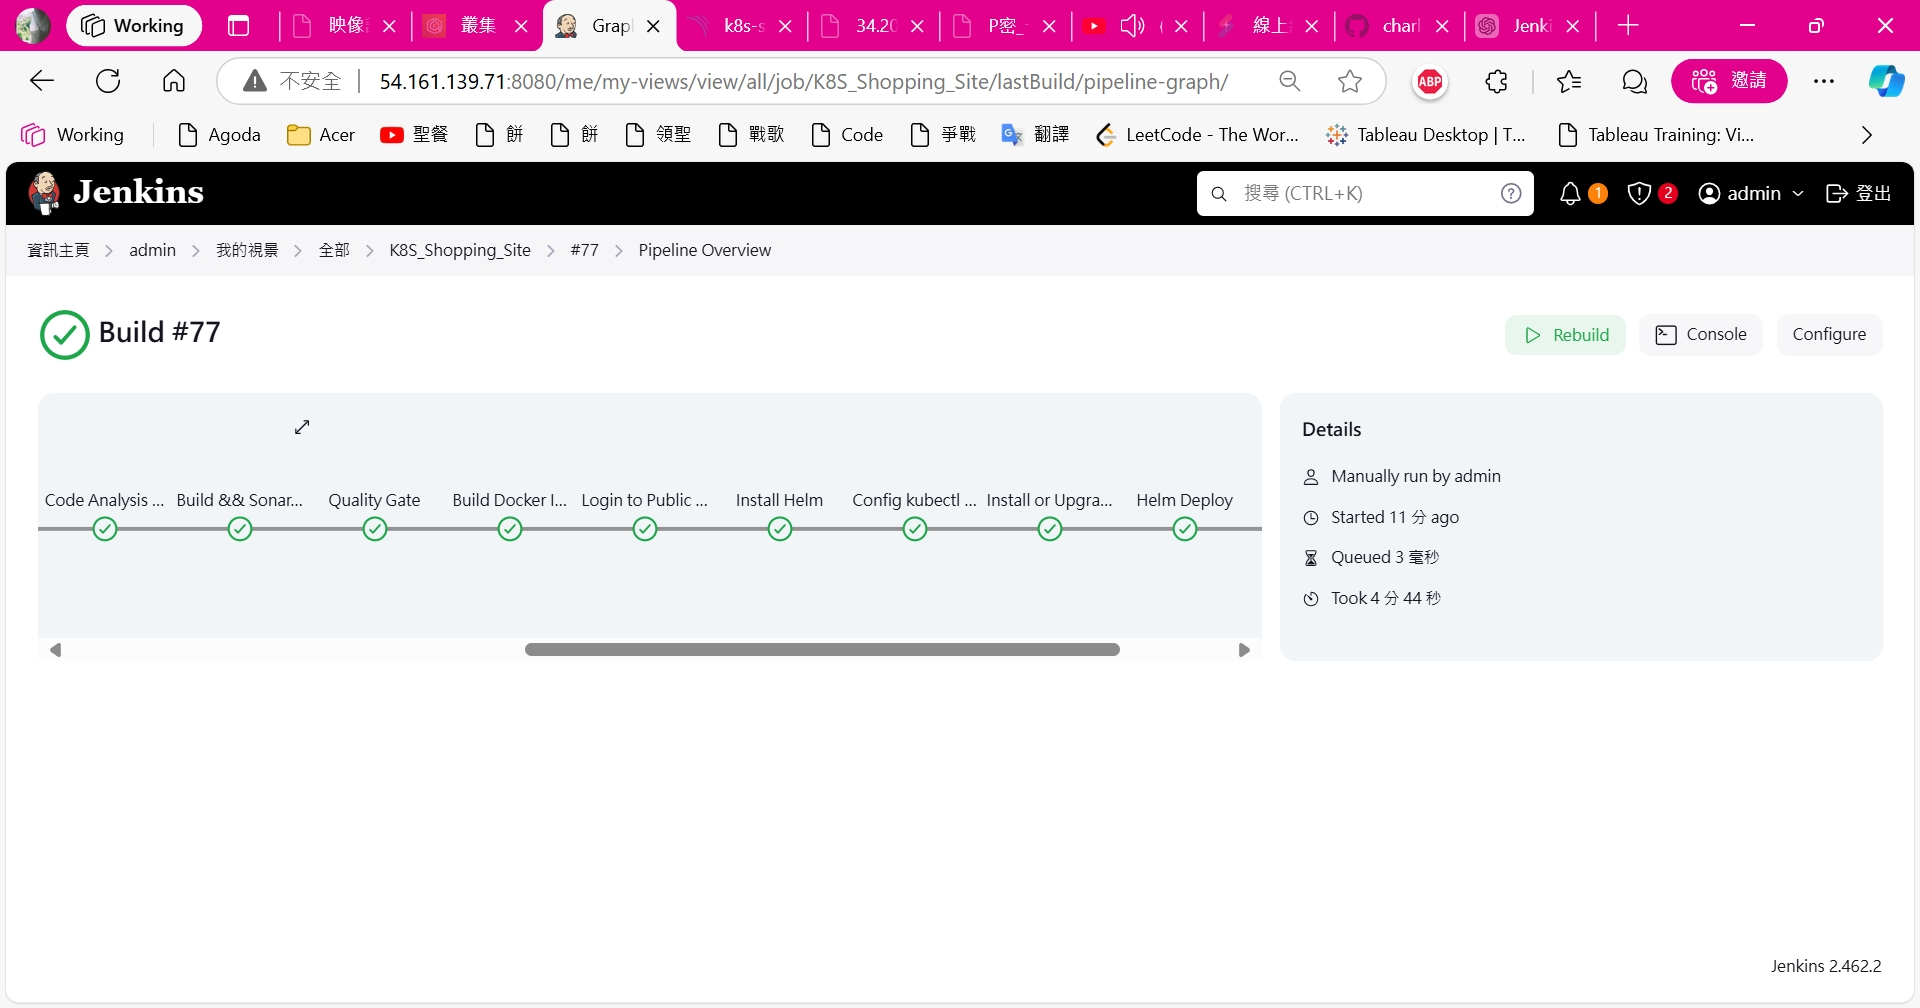 Working
映像
叢集
Grap
k8s-s
34.20
P密_
線上
charl
Jenki
不安全
54.161.139.71:8080/me/my-views/view/all/job/K8S_Shopping_Site/lastBuild/pipeline-graph/
ABP
邀請
Working
Agoda
Acer
聖餐
餅
餅
領聖
戰歌
Code
爭戰
翻譯
LeetCode - The Wor...
Tableau Desktop | T...
Tableau Training: Vi...
Jenkins
搜尋 (CTRL+K)
1
2
admin
登出
資訊主頁
admin
我的視景
全部
K8S_Shopping_Site
#77
Pipeline Overview
Build #77
Rebuild
Console
Configure
Code Analysis ...
Build && Sonar...
Quality Gate
Build Docker I...
Login to Public ...
Install Helm
Config kubectl ...
Install or Upgra...
Helm Deploy
Details
Manually run by admin
Started 11 分 ago
Queued 3 毫秒
Took 4 分 44 秒
Jenkins 2.462.2